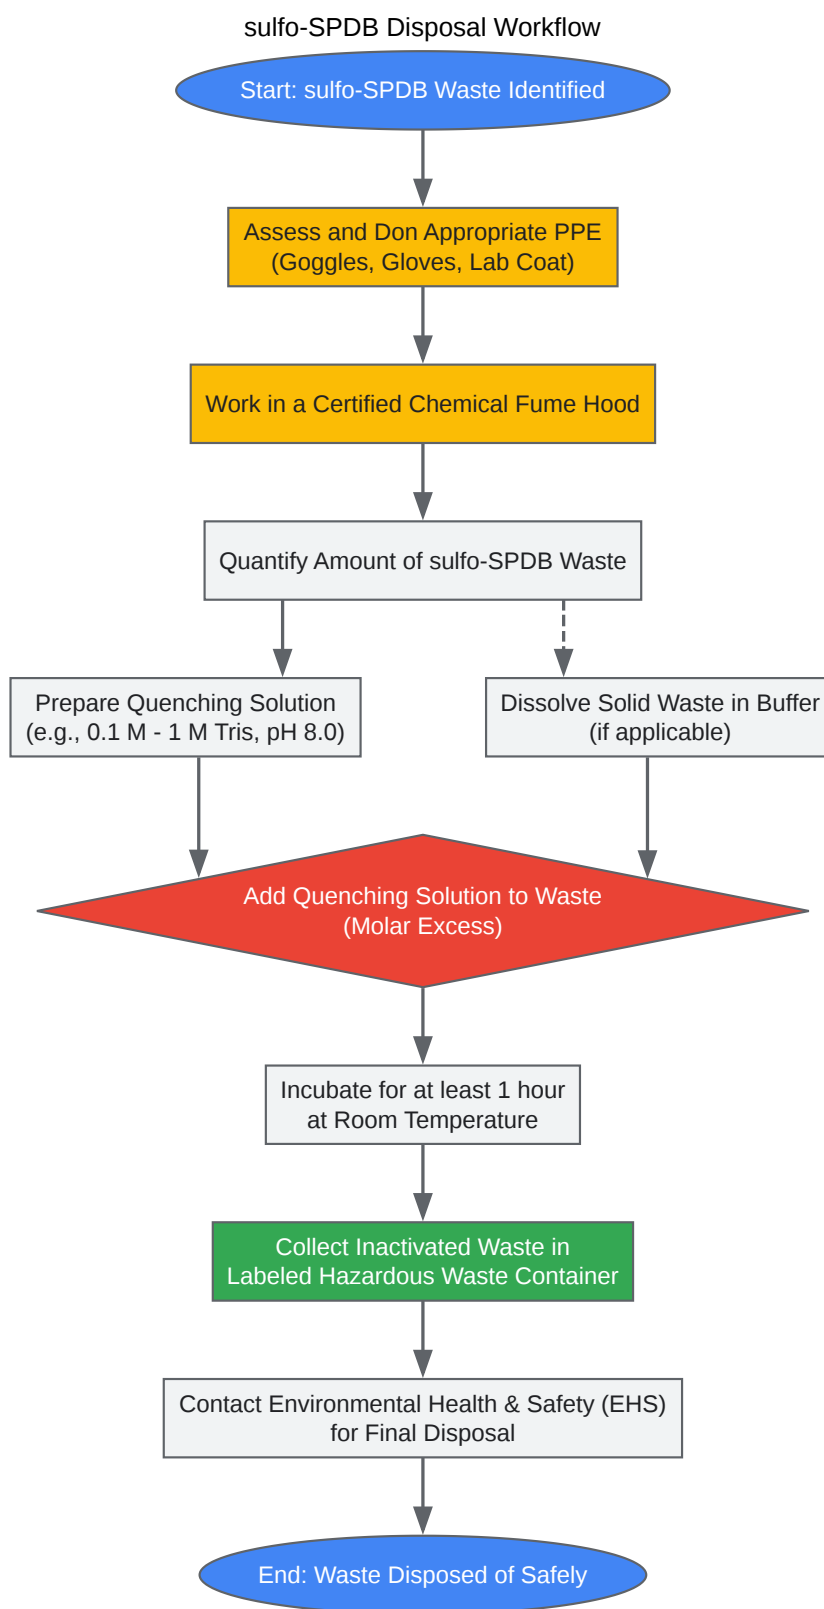 sulfo-SPDB Disposal Workflow
Start: sulfo-SPDB Waste Identified
Assess and Don Appropriate PPE
(Goggles, Gloves, Lab Coat)
Work in a Certified Chemical Fume Hood
Quantify Amount of sulfo-SPDB Waste
Prepare Quenching Solution
(e.g., 0.1 M - 1 M Tris, pH 8.0)
Dissolve Solid Waste in Buffer
(if applicable)
Add Quenching Solution to Waste
(Molar Excess)
Incubate for at least 1 hour
at Room Temperature
Collect Inactivated Waste in
Labeled Hazardous Waste Container
Contact Environmental Health & Safety (EHS)
for Final Disposal
End: Waste Disposed of Safely